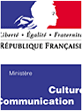 Liberté • Égalité • Fraternité
RÉPUBLIQUE FRANÇAISE
Ministère
Culture
Communication